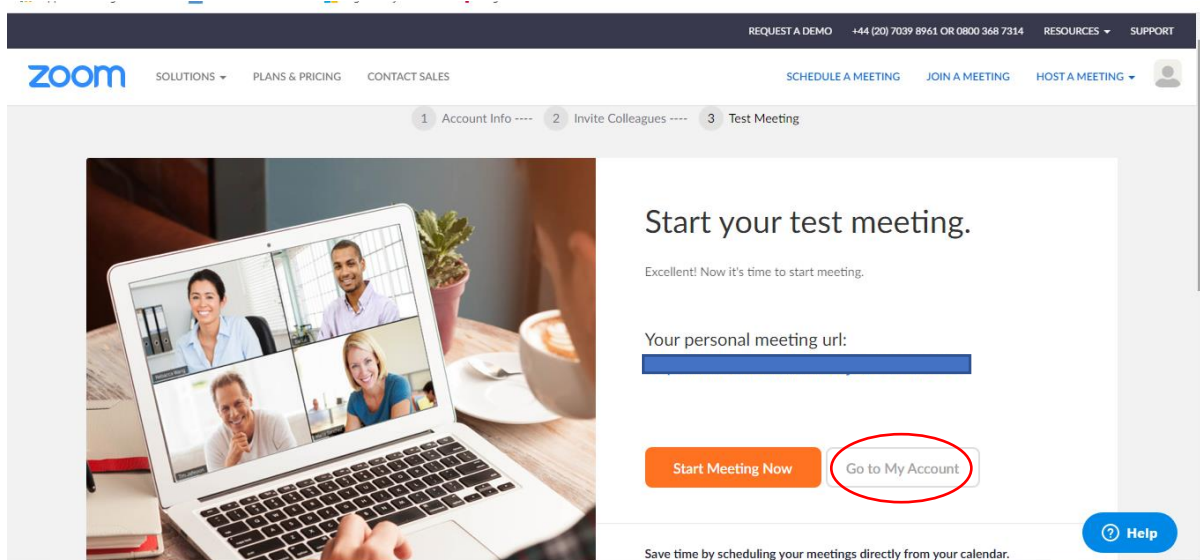 REQUEST A DEMO +44 (20) 7039 8961 OR 0800 368 7314 RESOURCES SUPPORT
zoom SOLUTIONS PLANS & PRICING CONTACT SALES SCHEDULE A MEETING JOIN A MEETING HOST A MEETING
1 Account Info ---- 2 Invite Colleagues ---- 3 Test Meeting
Start your test meeting.
Excellent! Now it's time to start meeting.
Your personal meeting url:
Start Meeting Now Go to My Account
? Help
Save time by scheduling your meetings directly from your calendar.